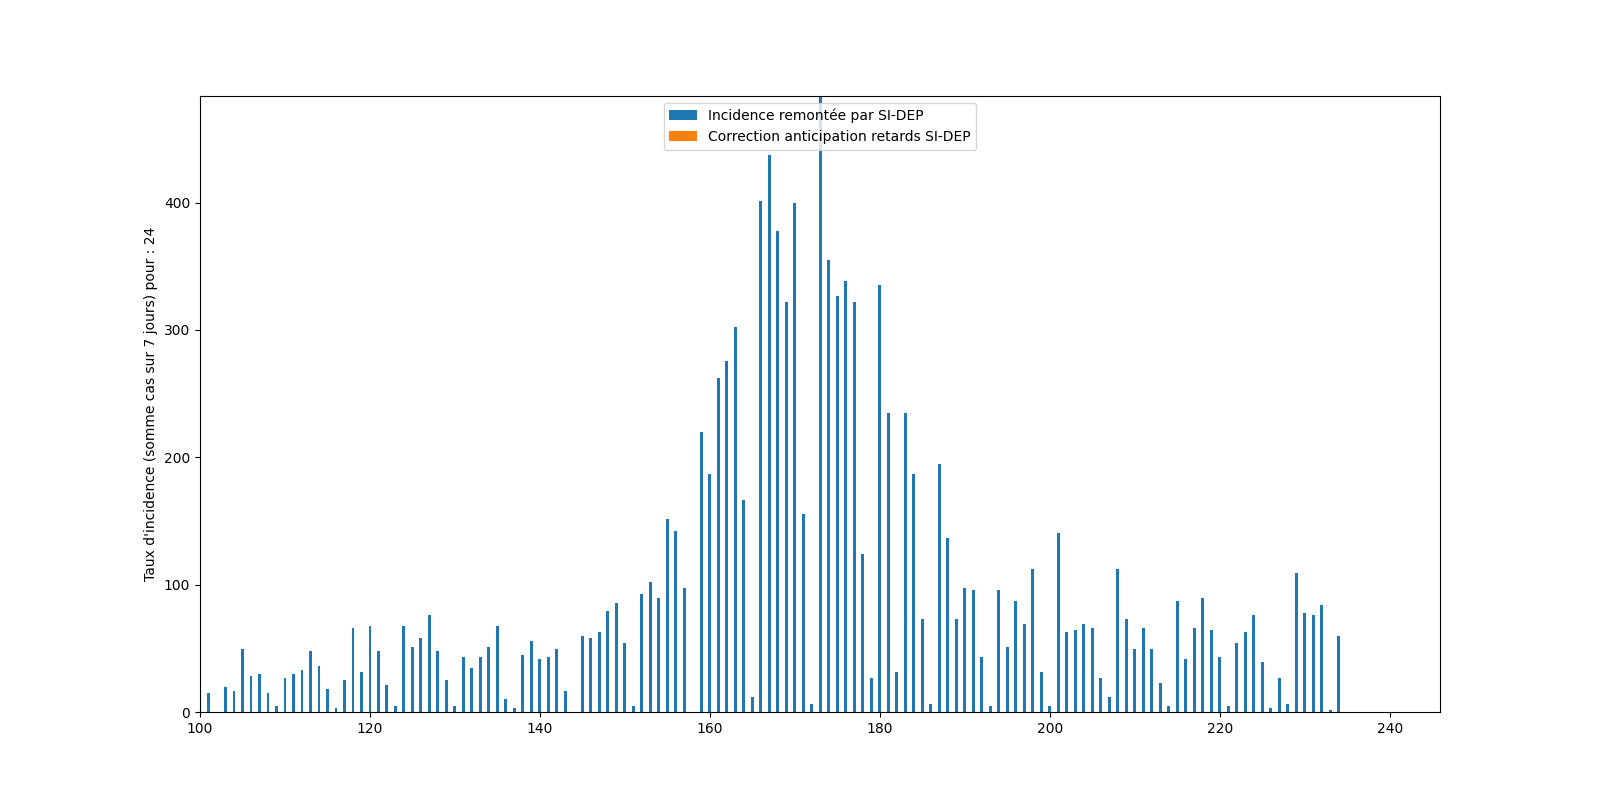 Incidence remontée par SI-DEP
Correction anticipation retards SI-DEP
Taux d'incidence (somme cas sur 7 jours) pour : 24
400
300
200
100
0
100 120 140 160 180 200 220 240